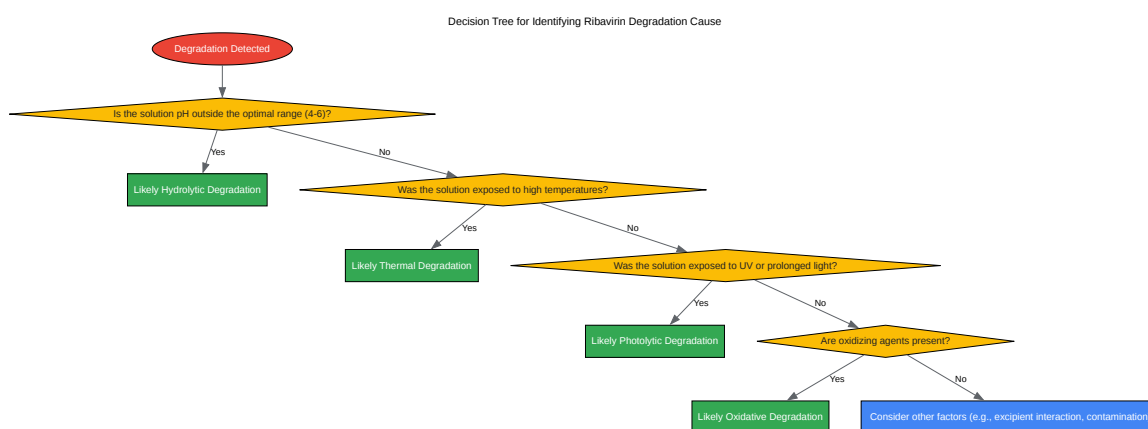 Decision Tree for Identifying Ribavirin Degradation Cause
Degradation Detected
Is the solution pH outside the optimal range (4-6)?
Yes
No
Likely Hydrolytic Degradation
Was the solution exposed to high temperatures?
Yes
No
Likely Thermal Degradation
Was the solution exposed to UV or prolonged light?
Yes
No
Likely Photolytic Degradation
Are oxidizing agents present?
Yes
No
Likely Oxidative Degradation
Consider other factors (e.g., excipient interaction, contamination